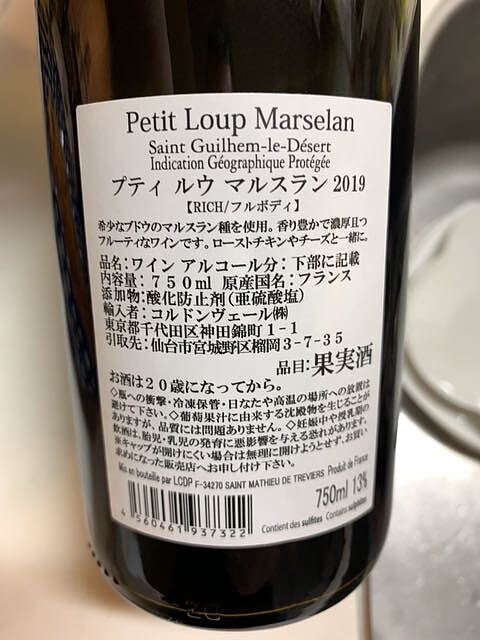 Petit Loup Marselan
Saint Guilhem-le-Désert
Indication Géographique Protégée
プティ ルウ マルスラン 2019
【RICH/フルボディ】
希少なブドウのマルスラン種を使用。香り豊かで濃厚且つ
フルーティなワインです。ローストチキンやチーズと一緒に。
品名:ワイン アルコール分:下部に記載
内容量:750ml 原産国名:フランス
添加物:酸化防止剤(亜硫酸塩)
輸入者:コルドンヴェール㈱
東京都千代田区神田錦町1-1
引取先:仙台市宮城野区榴岡3-7-35
品目:果実酒
お酒は20歳になってから。
◇瓶への衝撃・冷凍保管・日なたや高温の場所への放置は
避けて下さい。◇葡萄果汁に由来する沈殿物を生じることが
ありますが、品質には問題ありません。◇妊娠中や授乳期の
飲酒は、胎児・乳児の発育に悪影響を与える恐れがあります。
※キャップが開けにくい場合は無理に開けようとせず、お買い
求めになった販売店へお申し付け下さい。
Mis en bouteille par LCDP F-34270 SAINT MATHIEU DE TREVIERS Produit de France
750ml 13%
Contient des sulfites. Contains sulphites
4 560461 937322